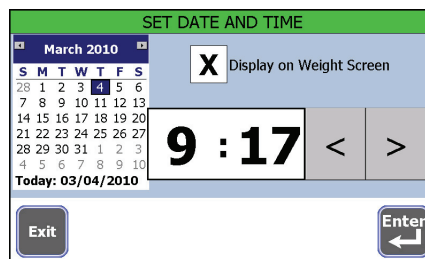 SET DATE AND TIME
March 2010
S M T W T F S
28 1 2 3 4 5 6
7 8 9 10 11 12 13
14 15 16 17 18 19 20
21 22 23 24 25 26 27
28 29 30 31 1 2 3
4 5 6 7 8 9 10
Today: 03/04/2010
X Display on Weight Screen
9 : 17 < >
Exit
Enter